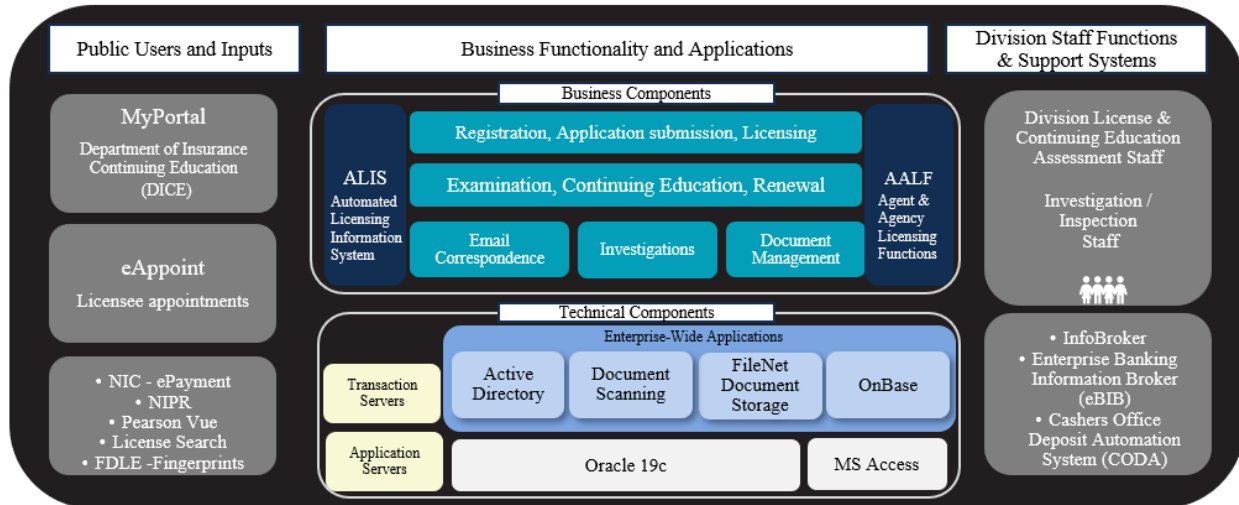 Public Users and Inputs
Business Functionality and Applications
Division Staff Functions
& Support Systems
MyPortal
Department of Insurance
Continuing Education
(DICE)
eAppoint
Licensee appointments
• NIC - ePayment
• NIPR
• Pearson Vue
• License Search
• FDLE -Fingerprints
Business Components
ALIS
Automated
Licensing
Information
System
Registration, Application submission, Licensing
Examination, Continuing Education, Renewal
Email
Correspondence
Investigations
Document
Management
AALF
Agent &
Agency
Licensing
Functions
Technical Components
Enterprise-Wide Applications
Transaction
Servers
Active
Directory
Document
Scanning
FileNet
Document
Storage
OnBase
Application
Servers
Oracle 19c
MS Access
Division License &
Continuing Education
Assessment Staff
Investigation /
Inspection
Staff
• InfoBroker
• Enterprise Banking
Information Broker
(eBIB)
• Cashers Office
Deposit Automation
System (CODA)